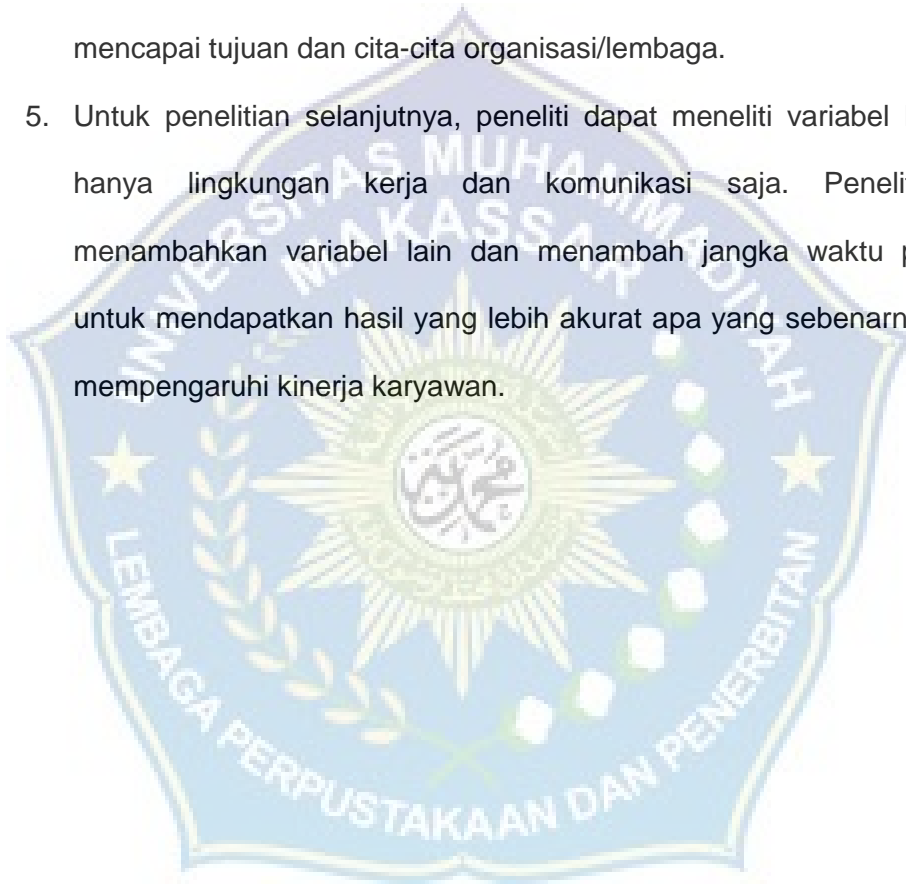 mencapai tujuan dan cita-cita organisasi/lembaga.
5. Untuk penelitian selanjutnya, peneliti dapat meneliti variabel
hanya lingkungan kerja dan komunikasi saja.
menambahkan variabel lain dan menambah jangka waktu
untuk mendapatkan hasil yang lebih akurat apa yang
mempengaruhi kinerja karyawan.
UNIVERSITAS MUHAMMADIYAH
MAKASSAR
LEMBAGA PERPUSTAKAAN DAN PENERBITAN